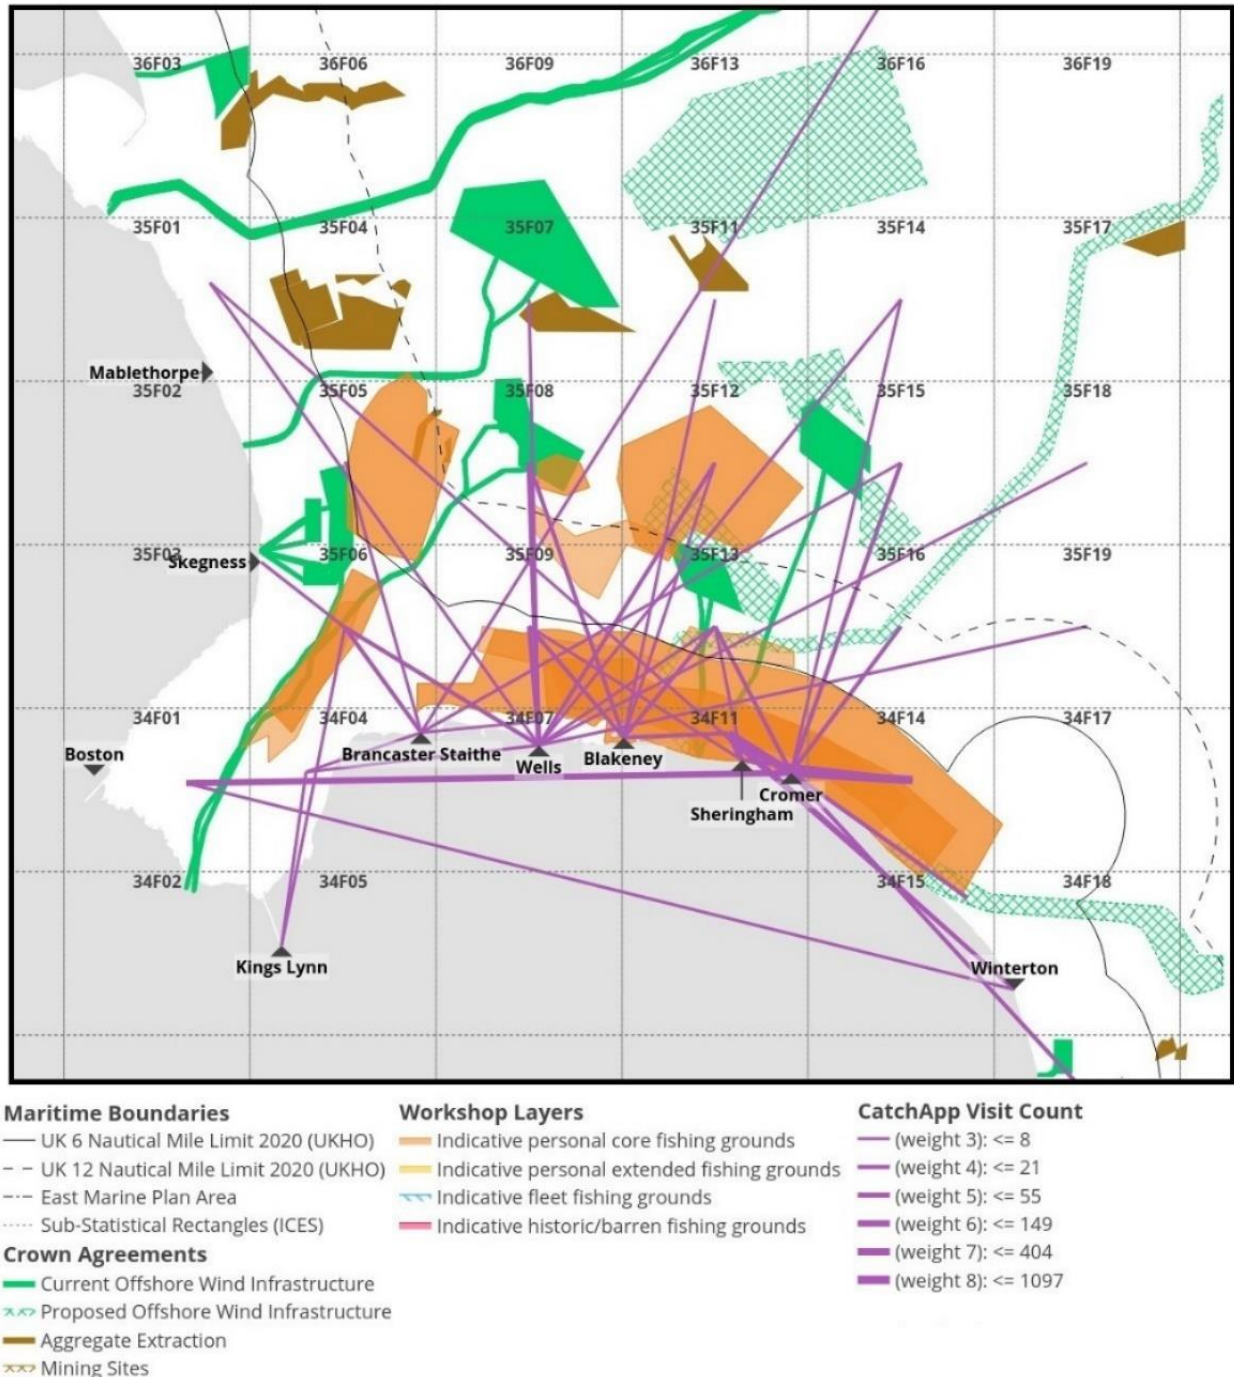 36F03 36F06 36F09 36F13 36F16 36F19
35F01 35F04 35F07 35F11 35F14 35F17
Mablethorpe
35F02 35F05 35F08 35F12 35F15 35F18
35F03 35F06 35F09 35F13 35F16 35F19
Skegness
34F01 34F04 34F07 34F11 34F14 34F17
Boston
Brancaster Staithe
Wells
Blakeney
Cromer
Sheringham
34F02 34F05 34F15 34F18
Kings Lynn
Winterton
Maritime Boundaries
UK 6 Nautical Mile Limit 2020 (UKHO)
UK 12 Nautical Mile Limit 2020 (UKHO)
East Marine Plan Area
Sub-Statistical Rectangles (ICES)
Crown Agreements
Current Offshore Wind Infrastructure
Proposed Offshore Wind Infrastructure
Aggregate Extraction
Mining Sites
Workshop Layers
Indicative personal core fishing grounds
Indicative personal extended fishing grounds
Indicative fleet fishing grounds
Indicative historic/barren fishing grounds
CatchApp Visit Count
(weight 3): <= 8
(weight 4): <= 21
(weight 5): <= 55
(weight 6): <= 149
(weight 7): <= 404
(weight 8): <= 1097